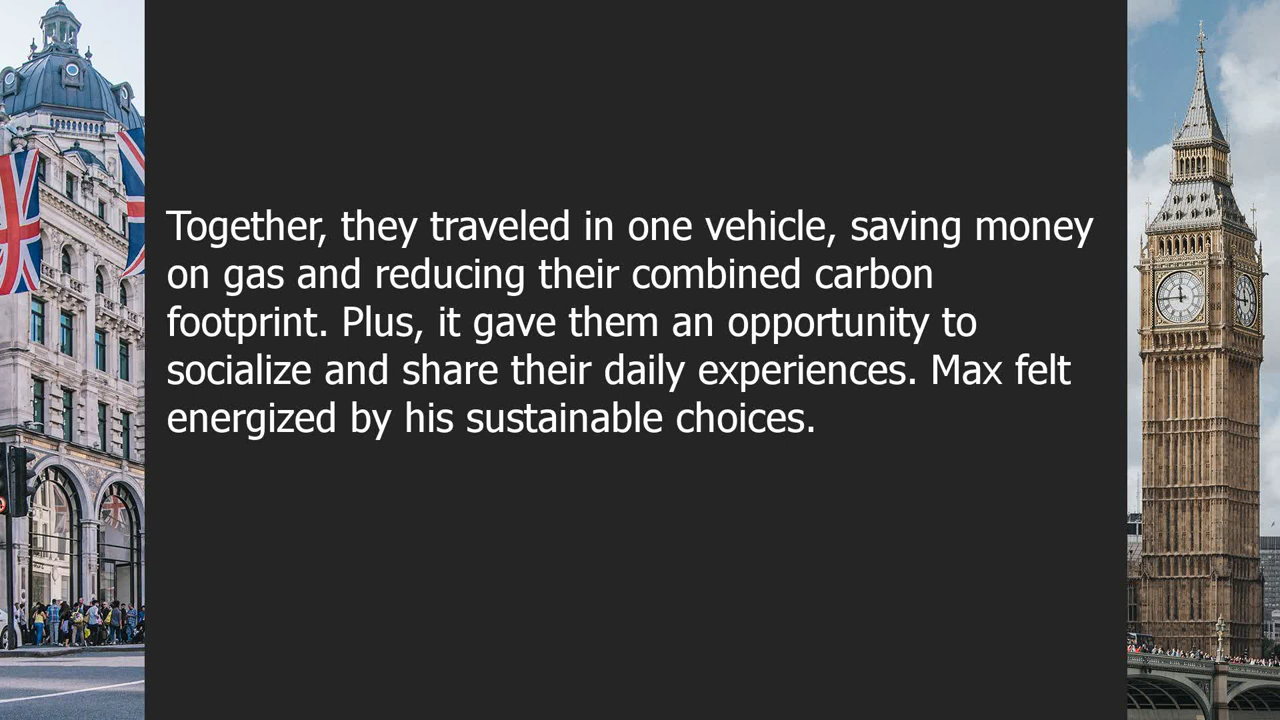 Together, they traveled in one vehicle, saving money
on gas and reducing their combined carbon
footprint. Plus, it gave them an opportunity to
socialize and share their daily experiences. Max felt
energized by his sustainable choices.